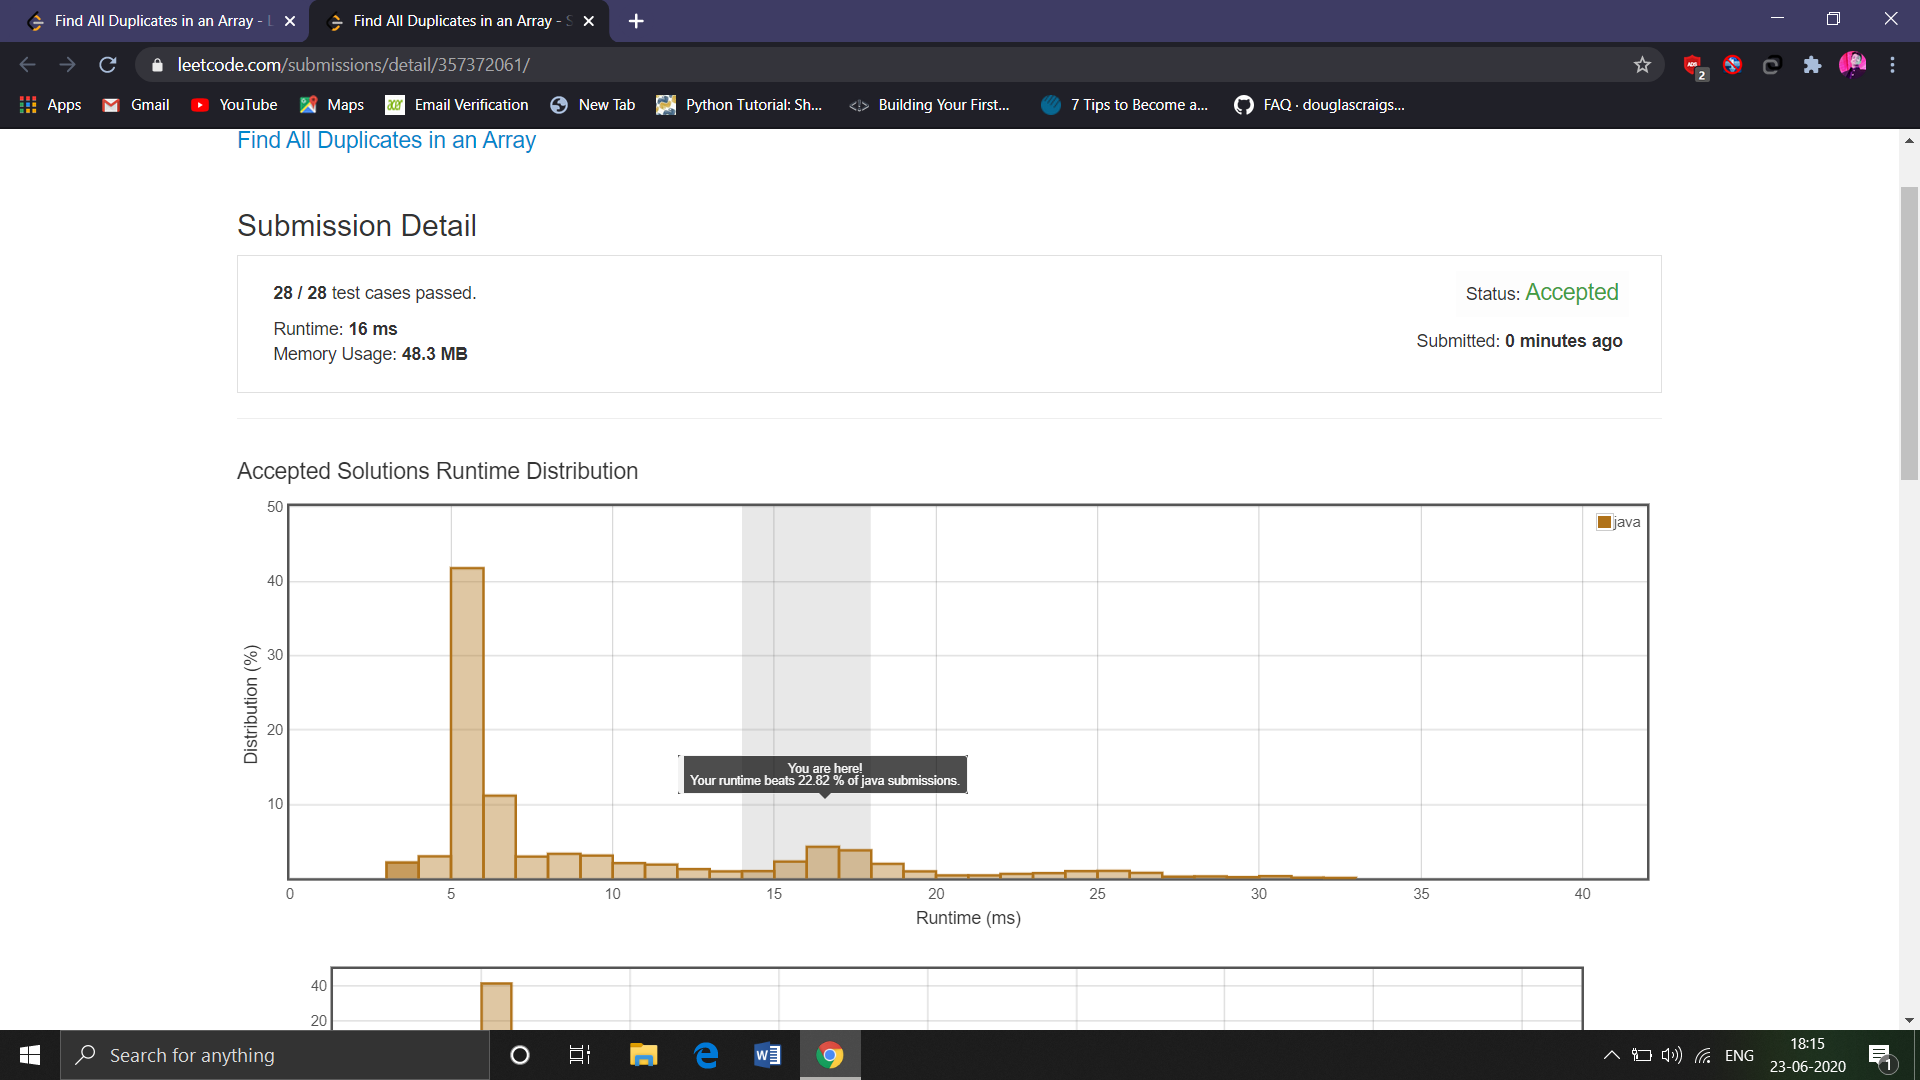 Find All Duplicates in an Array - L
Find All Duplicates in an Array - S
leetcode.com/submissions/detail/357372061/
ADS
2
Apps
Gmail
YouTube
Maps
acer
Email Verification
New Tab
Python Tutorial: Sh...
Building Your First...
7 Tips to Become a...
FAQ · douglascraigs...
Find All Duplicates in an Array
Submission Detail
28 / 28 test cases passed.
Status: Accepted
Runtime: 16 ms
Submitted: 0 minutes ago
Memory Usage: 48.3 MB
Accepted Solutions Runtime Distribution
50
40
30
20
10
Distribution (%)
java
You are here!
Your runtime beats 22.82 % of java submissions.
0 5 10 15 20 25 30 35 40
Runtime (ms)
40
20
Search for anything
ENG
18:15
23-06-2020
1